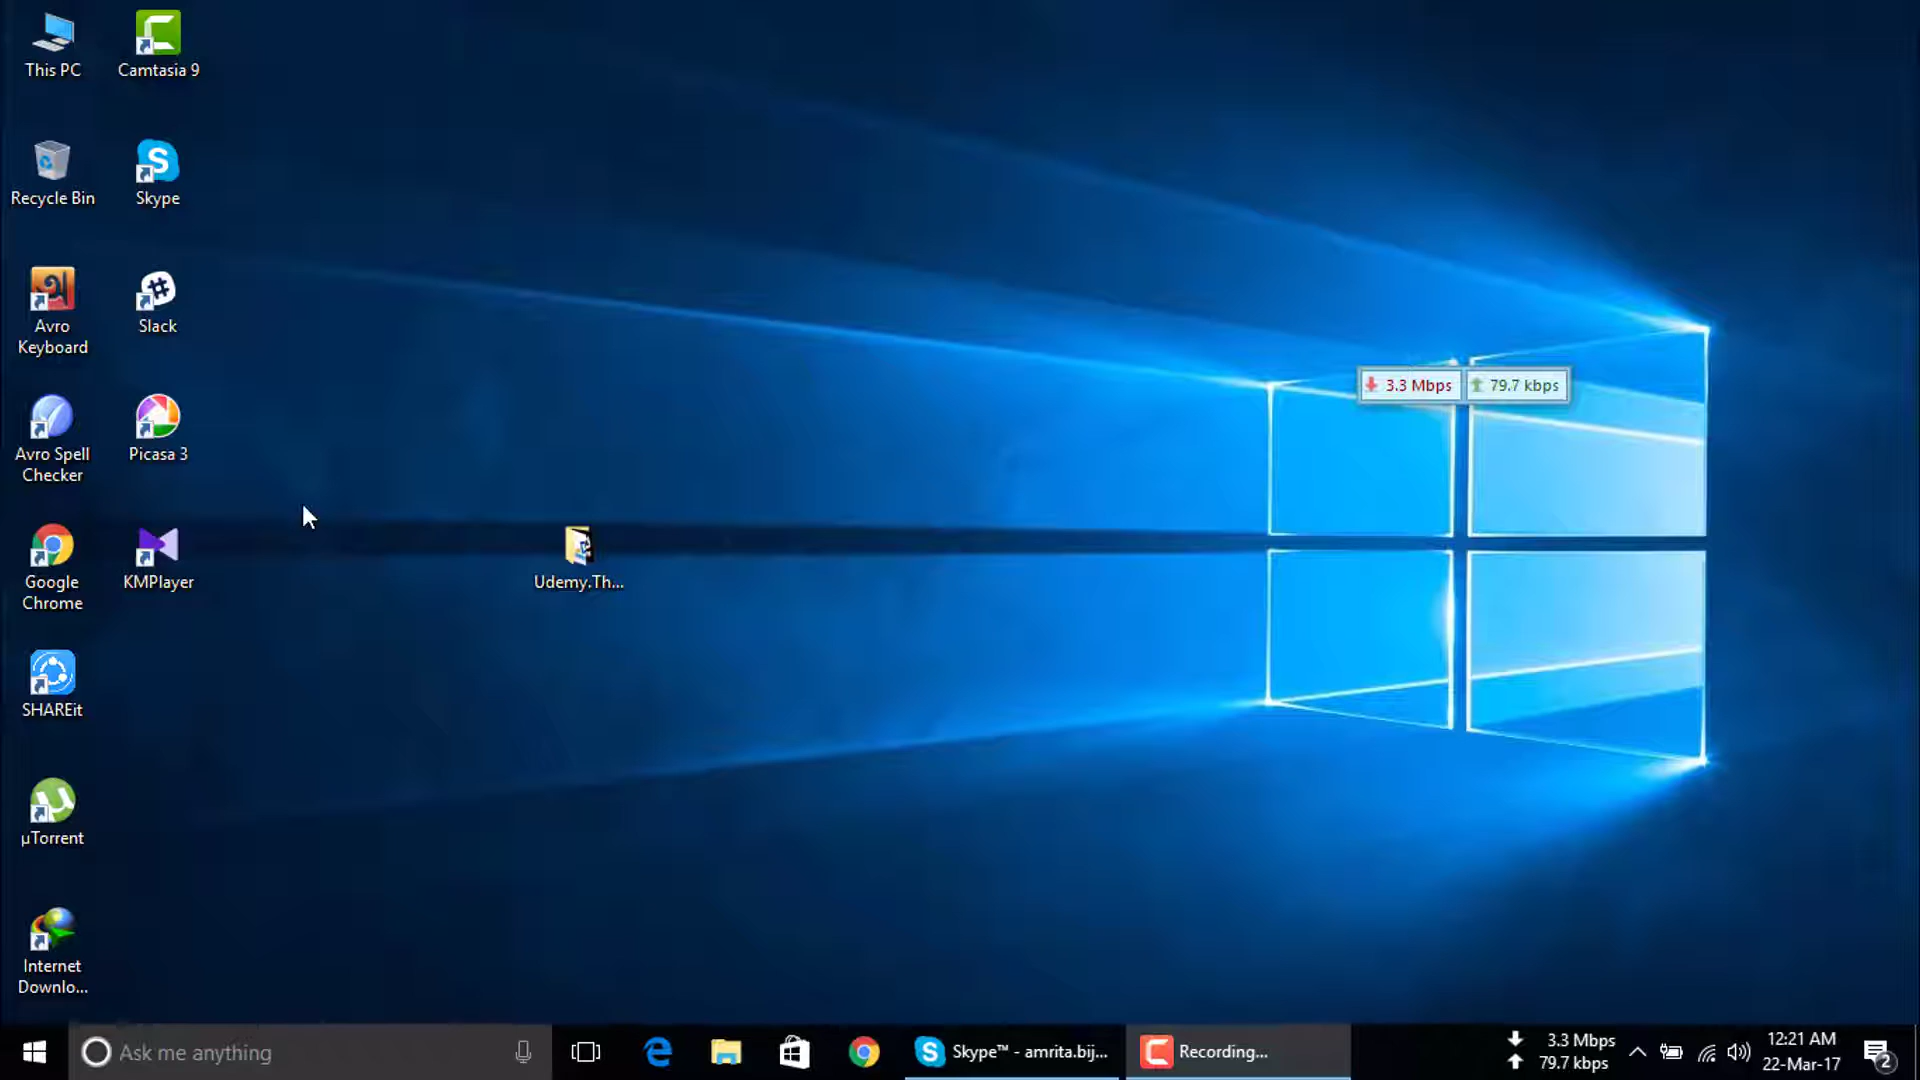 This PC
Camtasia 9
Recycle Bin
Skype
Avro
Keyboard
Slack
Avro Spell
Checker
Picasa 3
Google
Chrome
KMPlayer
Udemy.Th...
SHAREit
µTorrent
Internet
Downlo...
3.3 Mbps
79.7 kbps
Ask me anything
Skype™ - amrita.bij...
Recording...
3.3 Mbps
79.7 kbps
12:21 AM
22-Mar-17
2